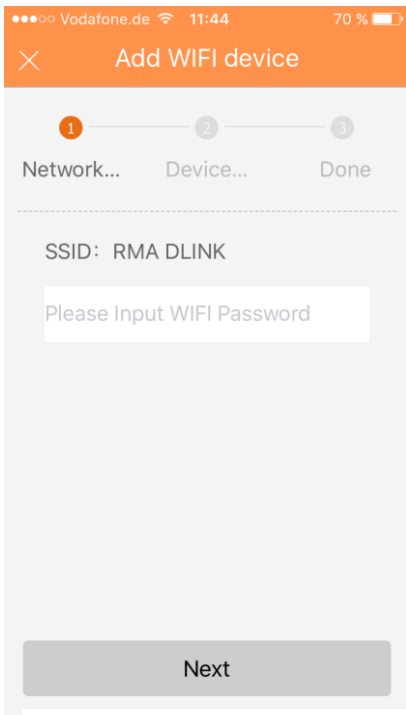 Vodafone.de 11:44 70 %
Add WIFI device
1 2 3
Network... Device... Done
SSID: RMA DLINK
Please Input WIFI Password
Next